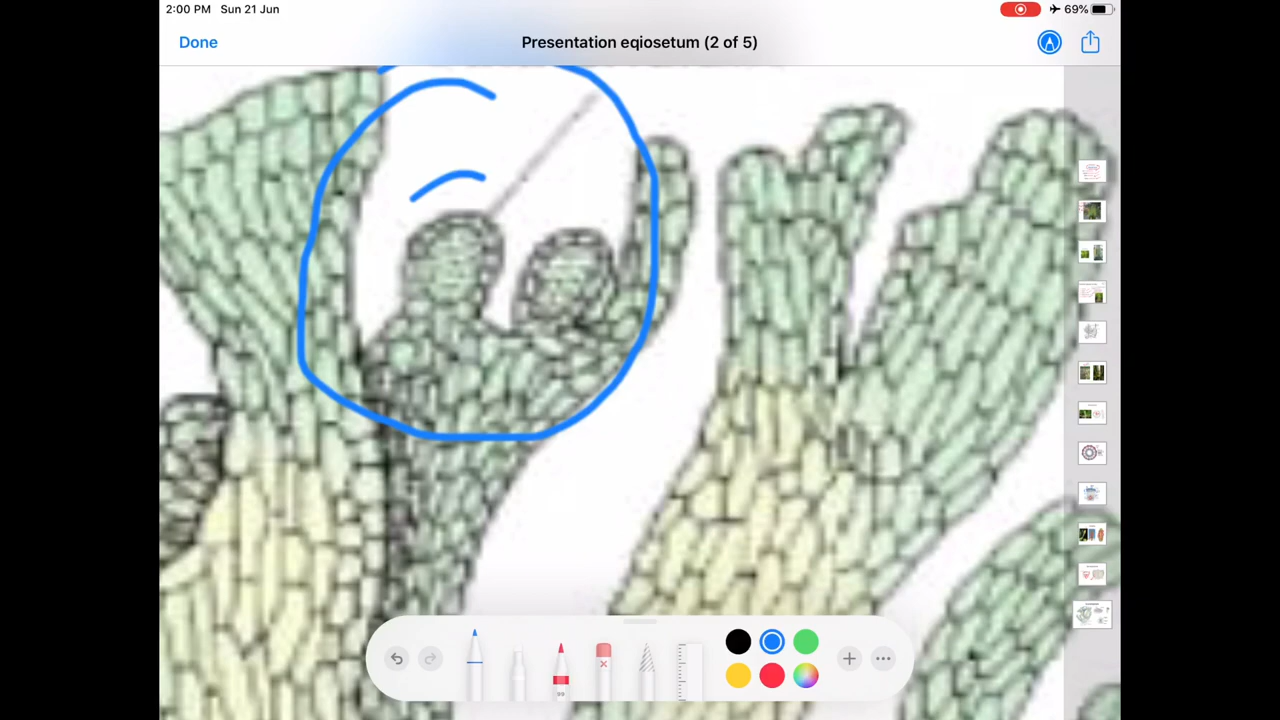 2:00 PM Sun 21 Jun 69%
Done Presentation eqiosetum (2 of 5)